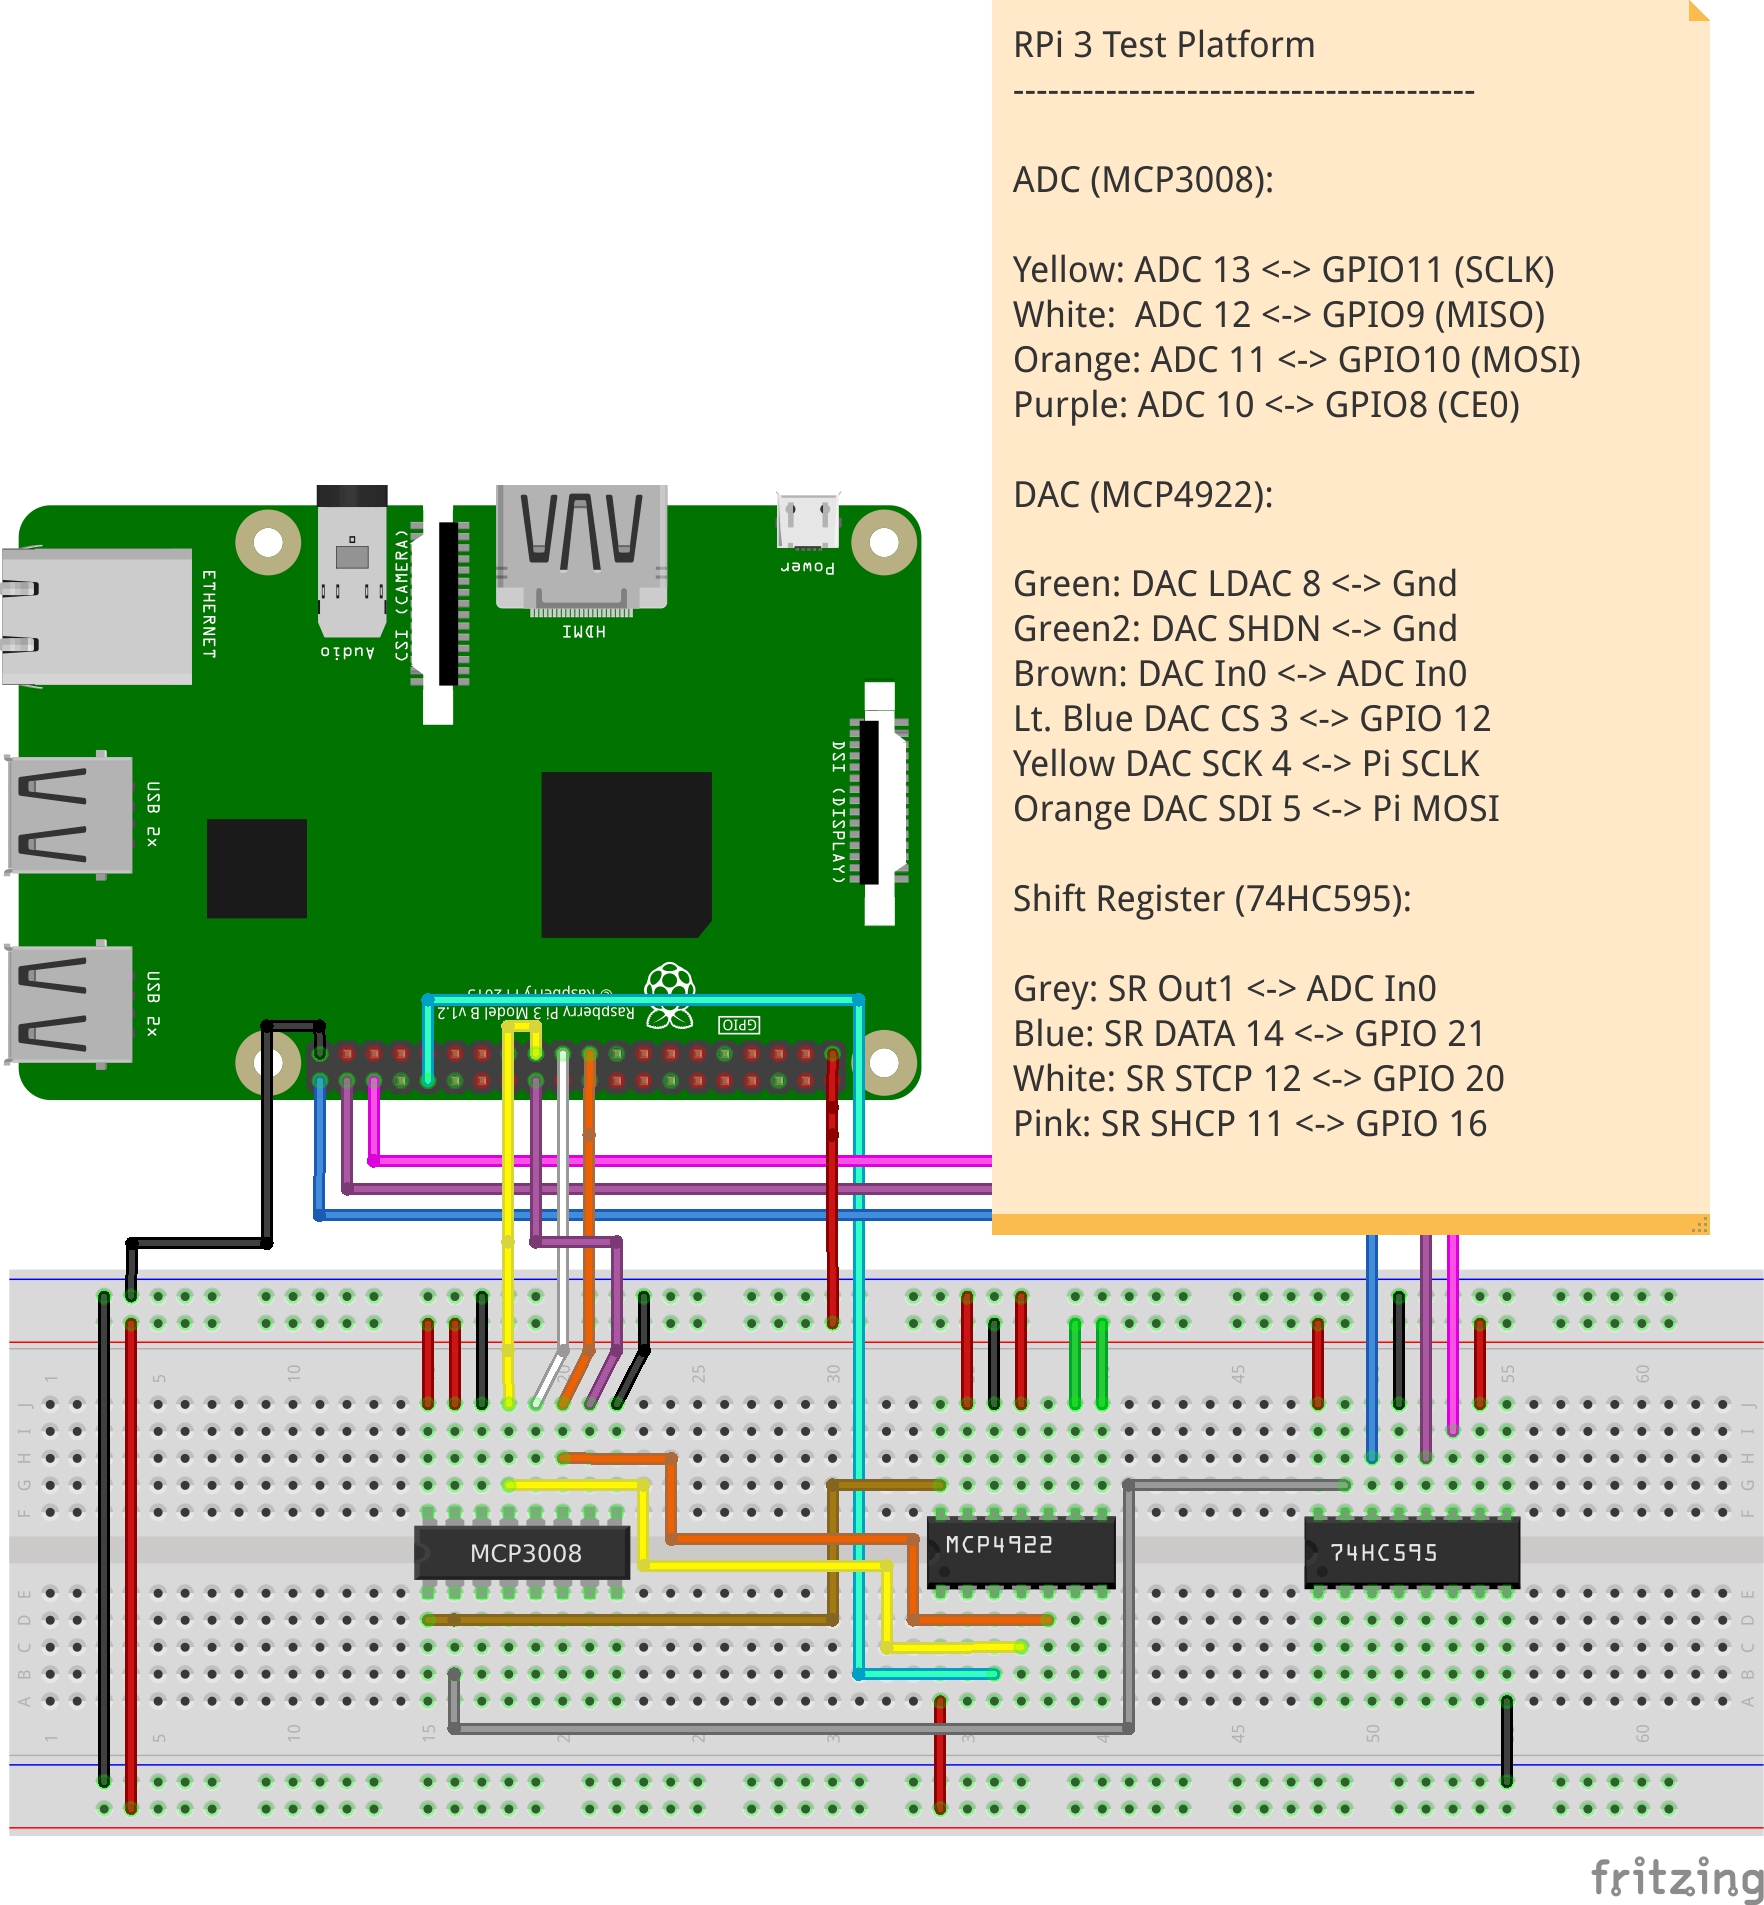 RPi 3 Test Platform
----------------------------------------
ADC (MCP3008):
Yellow: ADC 13 <-> GPIO11 (SCLK)
White:  ADC 12 <-> GPIO9 (MISO)
Orange: ADC 11 <-> GPIO10 (MOSI)
Purple: ADC 10 <-> GPIO8 (CE0)
DAC (MCP4922):
Green: DAC LDAC 8 <-> Gnd
Green2: DAC SHDN <-> Gnd
Brown: DAC In0 <-> ADC In0
Lt. Blue DAC CS 3 <-> GPIO 12
Yellow DAC SCK 4 <-> Pi SCLK
Orange DAC SDI 5 <-> Pi MOSI
Shift Register (74HC595):
Grey: SR Out1 <-> ADC In0
Blue: SR DATA 14 <-> GPIO 21
White: SR STCP 12 <-> GPIO 20
Pink: SR SHCP 11 <-> GPIO 16
Power
HDMI
Audio
CSI (CAMERA)
ETHERNET
DSI (DISPLAY)
USB 2x
USB 2x
© Raspberry Pi 2015
Raspberry Pi 3 Model B v1.2
GPIO
1 5 10 20 25 30 45 55 60
J J
I I
H H
G G
F F
MCP3008
MCP4922
74HC595
E E
D D
C C
B B
A A
1 5 10 15 45 50 60
fritzing